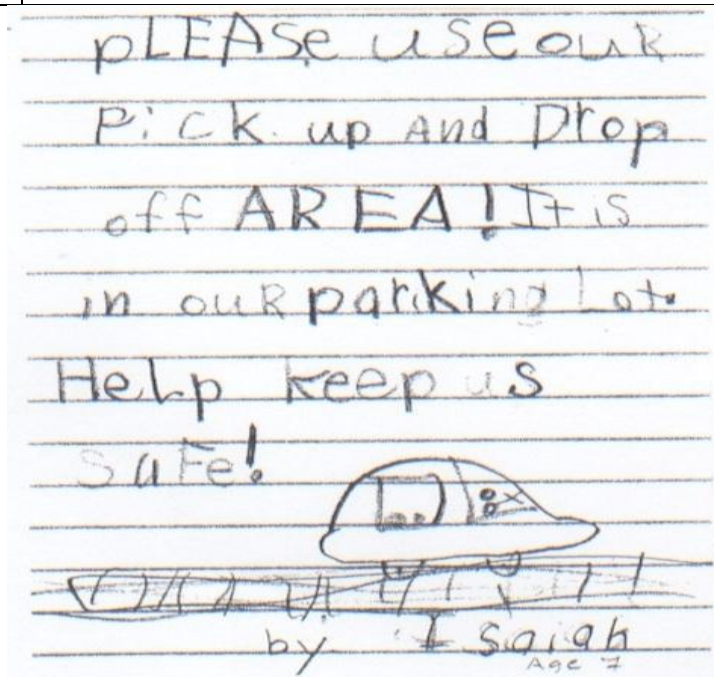 pLEASe use ouR
Pick up and Drop
off AREA! It is
in ouR parking Lot.
HeLp keep us
safe!
by Isaiah
Age 7